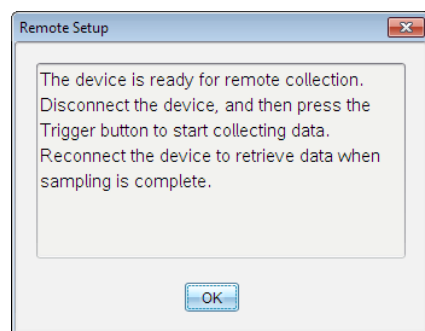 Remote Setup
The device is ready for remote collection.
Disconnect the device, and then press the
Trigger button to start collecting data.
Reconnect the device to retrieve data when
sampling is complete.
OK